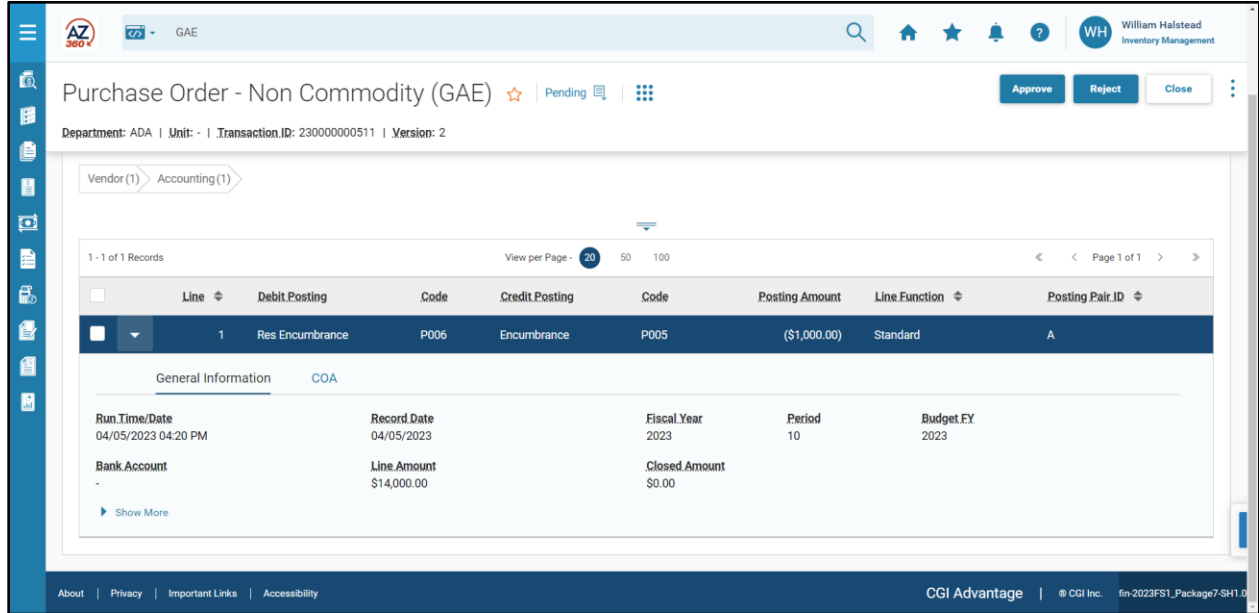 AZ
360
GAE
WH
William Halstead
Inventory Management
Purchase Order - Non Commodity (GAE)
Pending
Approve
Reject
Close
Department: ADA | Unit: - | Transaction ID: 230000000511 | Version: 2
Vendor (1) Accounting (1)
1 - 1 of 1 Records View per Page - 20 50 100 Page 1 of 1
Line Debit Posting Code Credit Posting Code Posting Amount Line Function Posting Pair ID
1 Res Encumbrance P006 Encumbrance P005 ($1,000.00) Standard A
General Information COA
Run Time/Date Record Date Fiscal Year Period Budget FY
04/05/2023 04:20 PM 04/05/2023 2023 10 2023
Bank Account Line Amount Closed Amount
- $14,000.00 $0.00
Show More
About | Privacy | Important Links | Accessibility CGI Advantage | © CGI Inc. fin-2023FS1_Package7-SH1.0